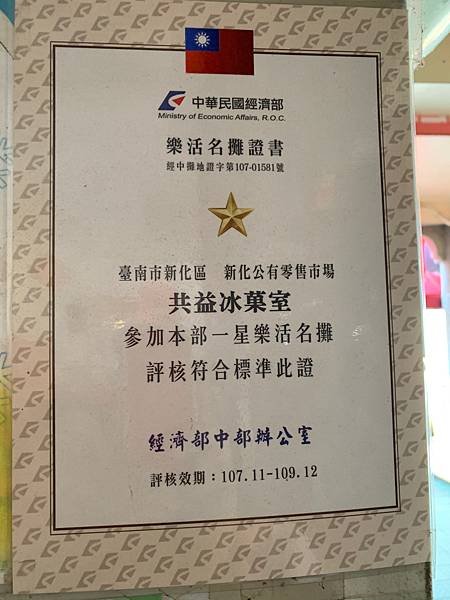 中華民國經濟部
Ministry of Economic Affairs, R.O.C.
樂活名攤證書
經中攤地證字第107-01581號
臺南市新化區 新化公有零售市場
共益冰菓室
參加本部一星樂活名攤
評核符合標準此證
經濟部中部辦公室
評核效期：107.11-109.12